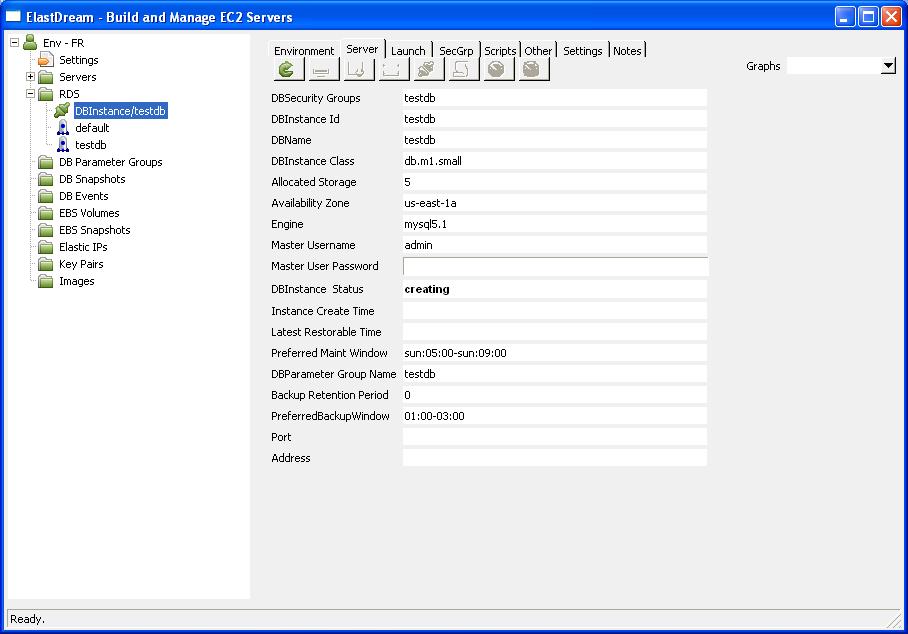 ElastDream - Build and Manage EC2 Servers
Env - FR
Settings
Servers
RDS
DBInstance/testdb
default
testdb
DB Parameter Groups
DB Snapshots
DB Events
EBS Volumes
EBS Snapshots
Elastic IPs
Key Pairs
Images
Environment Server Launch SecGrp Scripts Other Settings Notes
Graphs
DBSecurity Groups testdb
DBInstance Id testdb
DBName testdb
DBInstance Class db.m1.small
Allocated Storage 5
Availability Zone us-east-1a
Engine mysql5.1
Master Username admin
Master User Password
DBInstance Status creating
Instance Create Time
Latest Restorable Time
Preferred Maint Window sun:05:00-sun:09:00
DBParameter Group Name testdb
Backup Retention Period 0
PreferredBackupWindow 01:00-03:00
Port
Address
Ready.